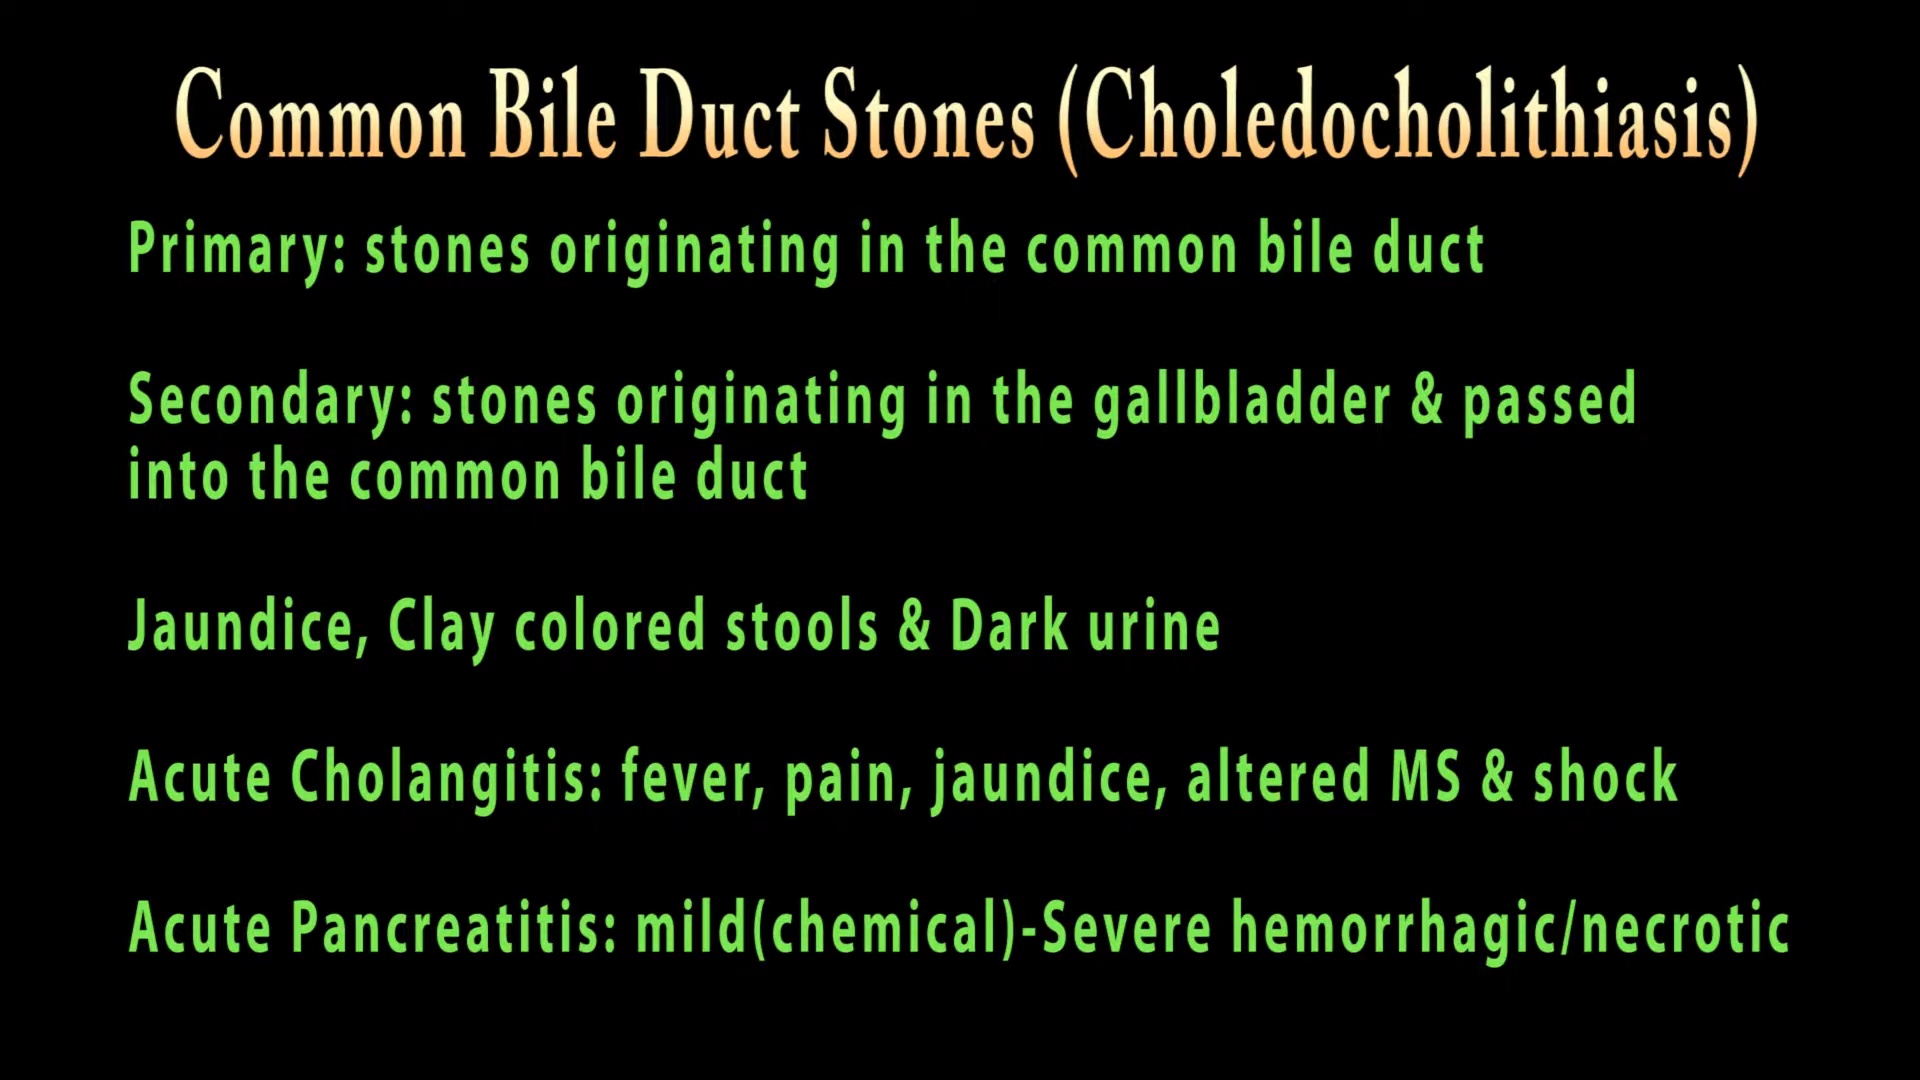 Common Bile Duct Stones (Choledocholithiasis)
Primary: stones originating in the common bile duct
Secondary: stones originating in the gallbladder & passed
into the common bile duct
Jaundice, Clay colored stools & Dark urine
Acute Cholangitis: fever, pain, jaundice, altered MS & shock
Acute Pancreatitis: mild(chemical)-Severe hemorrhagic/necrotic